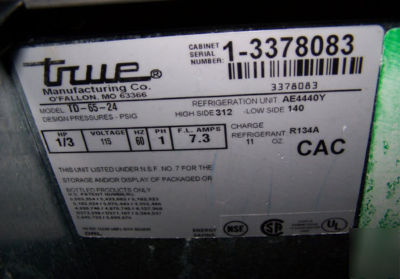 true®
Manufacturing Co.
O'FALLON, MO 63366
CABINET SERIAL NUMBER: 1-3378083
3378083
MODEL TD-65-24
REFRIGERATION UNIT AE4440Y
DESIGN PRESSURES - PSIG HIGH SIDE 312 -LOW SIDE 140
HP VOLTAGE HZ PH F.L. AMPS
1/3 115 60 1 7.3
CHARGE REFRIGERANT 11 OZ. R134A
CAC
THIS UNIT LISTED UNDER N.S.F. NO. 7 FOR THE
STORAGE AND/OR DISPLAY OF PACKAGED OR
BOTTLED PRODUCTS ONLY
NSF